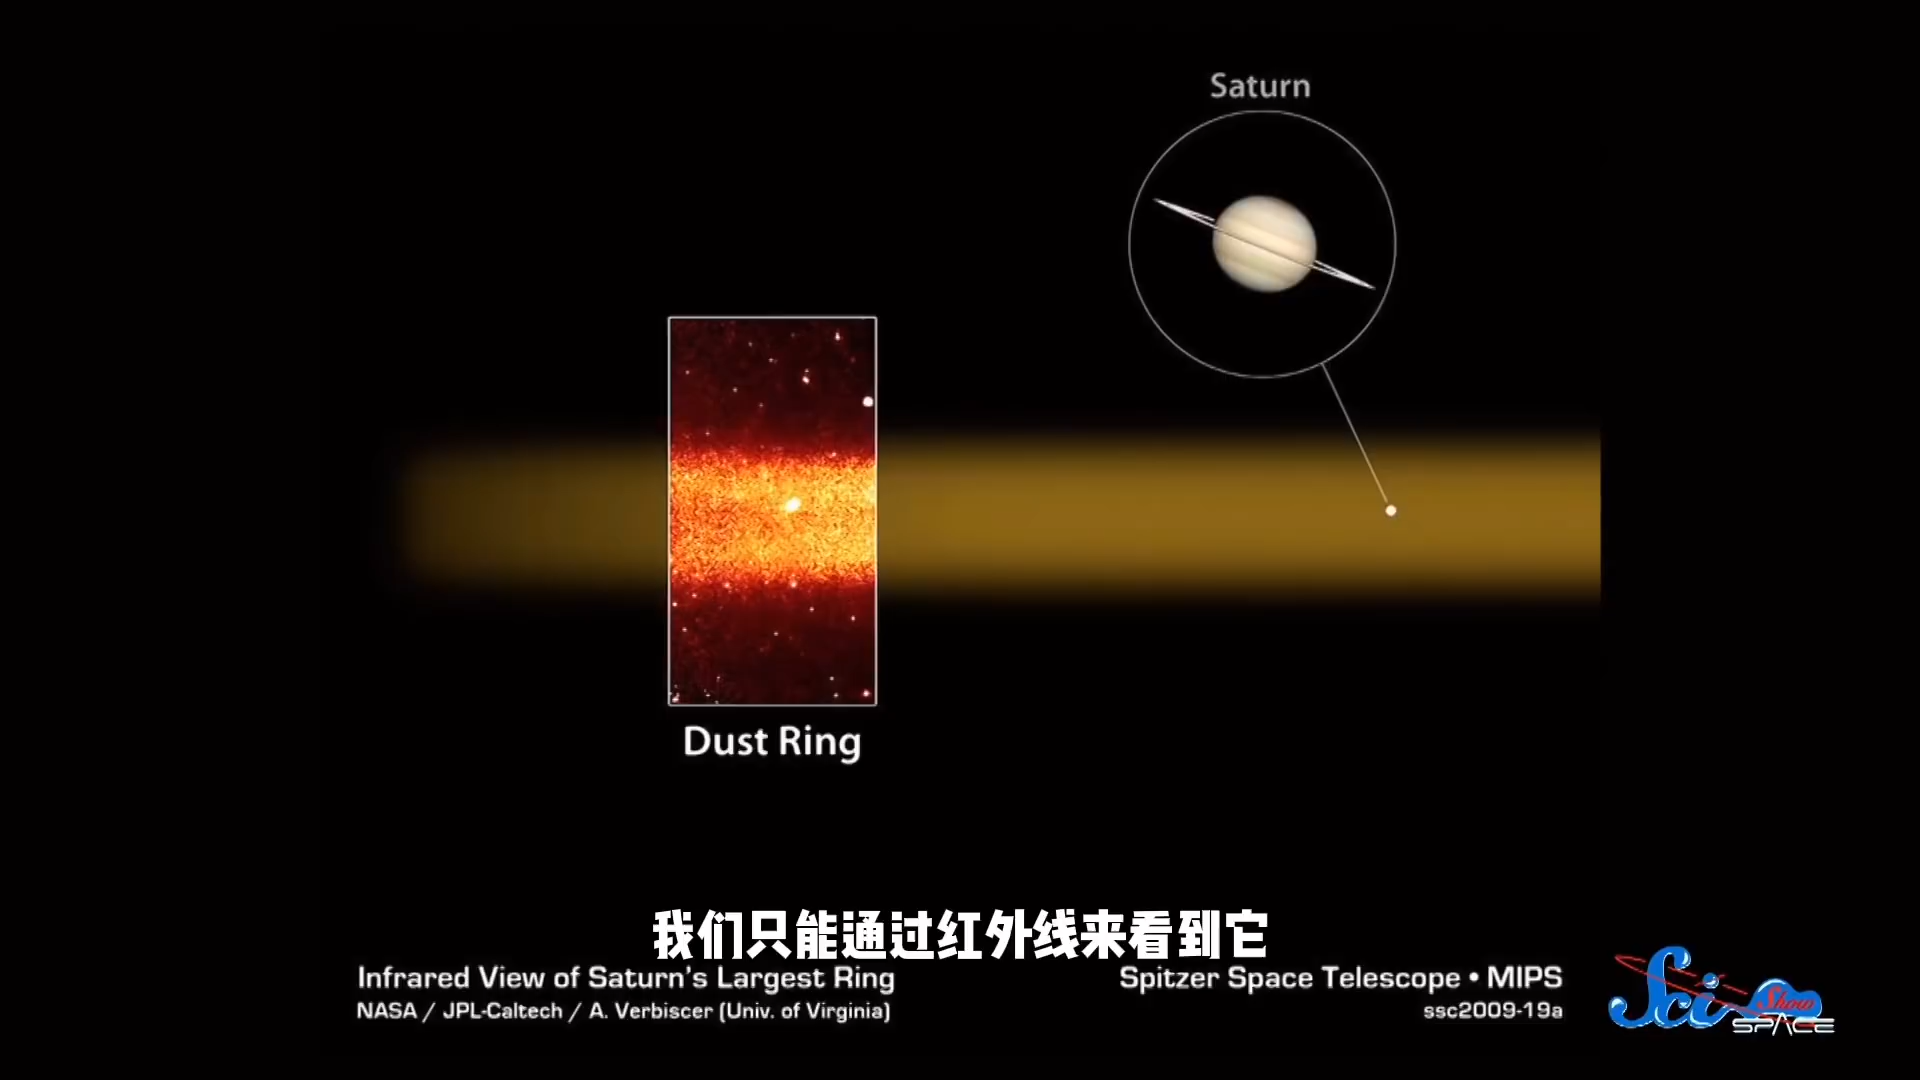 Saturn
Dust Ring
我们只能通过红外线来看到它
Infrared View of Saturn's Largest Ring
NASA / JPL-Caltech / A. Verbiscer (Univ. of Virginia)
Spitzer Space Telescope • MIPS
ssc2009-19a
Sci Show
SPACE